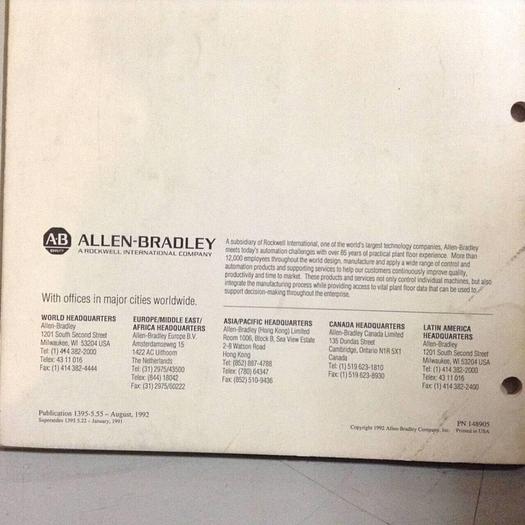 A-B
ALLEN-BRADLEY
A ROCKWELL INTERNATIONAL COMPANY
A subsidiary of Rockwell International, one of the world's largest technology companies, Allen-Bradley
meets today's automation challenges with over 85 years of practical plant floor experience. More than
12,000 employees throughout the world design, manufacture and apply a wide range of control and
automation products and supporting services to help our customers continuously improve quality,
productivity and time to market. These products and services not only control individual machines, but also
integrate the manufacturing process while providing access to vital plant floor data that can be used to
support decision-making throughout the enterprise.
With offices in major cities worldwide.
WORLD HEADQUARTERS
Allen-Bradley
1201 South Second Street
Milwaukee, WI 53204 USA
Tel: (1) 414 382-2000
Telex: 43 11 016
Fax: (1) 414 382-4444
EUROPE/MIDDLE EAST/
AFRICA HEADQUARTERS
Allen-Bradley Europe B.V.
Amsterdamseweg 15
1422 AC Uithoorn
The Netherlands
Tel: (31) 2975/43500
Telex: (844) 18042
Fax: (31) 2975/60222
ASIA/PACIFIC HEADQUARTERS
Allen-Bradley (Hong Kong) Limited
Room 1006, Block B, Sea View Estate
2-8 Watson Road
Hong Kong
Tel: (852) 887-4788
Telex: (780) 64347
Fax: (852) 510-9436
CANADA HEADQUARTERS
Allen-Bradley Canada Limited
135 Dundas Street
Cambridge, Ontario N1R 5X1
Canada
Tel: (1) 519 623-1810
Fax: (1) 519 623-8930
LATIN AMERICA
HEADQUARTERS
Allen-Bradley
1201 South Second Street
Milwaukee, WI 53204 USA
Tel: (1) 414 382-2000
Telex: 43 11 016
Fax: (1) 414 382-2400
Publication 1395-5.55 – August, 1992
Supersedes 1395 5.22 - January, 1991
PN 148905
Copyright 1992 Allen-Bradley Company, Inc. Printed in USA